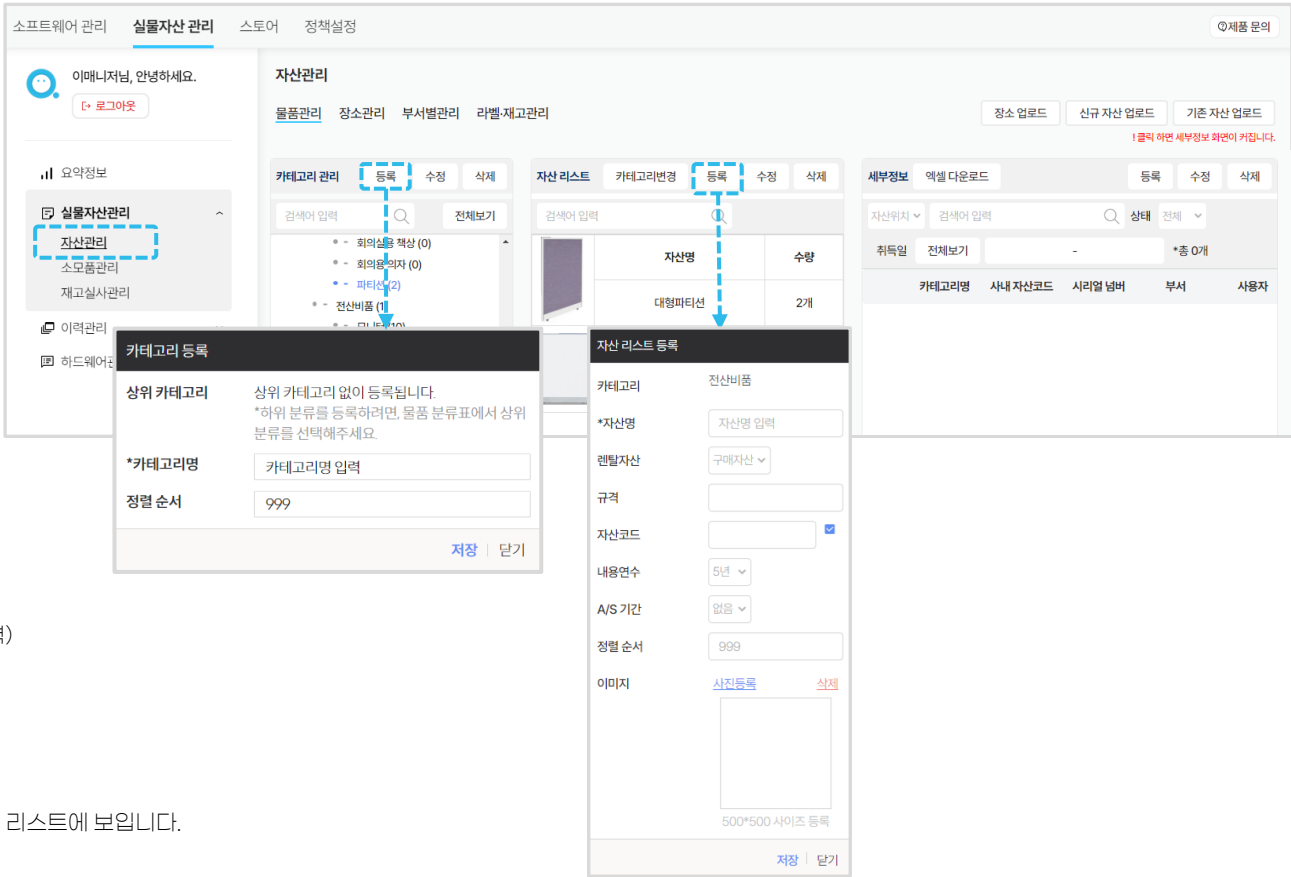 소프트웨어 관리 실물자산 관리 스토어 정책설정 제품 문의
이매니저님, 안녕하세요.
로그아웃
요약정보
실물자산관리
자산관리
소모품관리
재고실사관리
이력관리
자산관리
물품관리 장소관리 부서별관리 라벨·재고관리
장소 업로드 신규 자산 업로드 기존 자산 업로드
! 클릭 하면 세부정보 화면이 커집니다.
카테고리 관리 등록 수정 삭제
검색어 입력 전체보기
회의실용 책상 (0)
회의용 의자 (0)
파티션 (2)
전산비품 (1
모니터 (10)
자산 리스트 카테고리변경 등록 수정 삭제
검색어 입력
자산명 수량
대형파티션 2개
세부정보 엑셀 다운로드 등록 수정 삭제
자산위치 검색어 입력 상태 전체
취득일 전체보기 - *총 0개
카테고리명 사내 자산코드 시리얼 넘버 부서 사용자
카테고리 등록
상위 카테고리 상위 카테고리 없이 등록됩니다.
*하위 분류를 등록하려면, 물품 분류표에서 상위
분류를 선택해주세요.
*카테고리명 카테고리명 입력
정렬 순서 999
저장 닫기
자산 리스트 등록
카테고리 전산비품
*자산명 자산명 입력
렌탈자산 구매자산
규격
자산코드
내용연수 5년
A/S 기간 없음
정렬 순서 999
이미지 사진등록 삭제
500*500 사이즈 등록
저장 닫기
리스트에 보입니다.